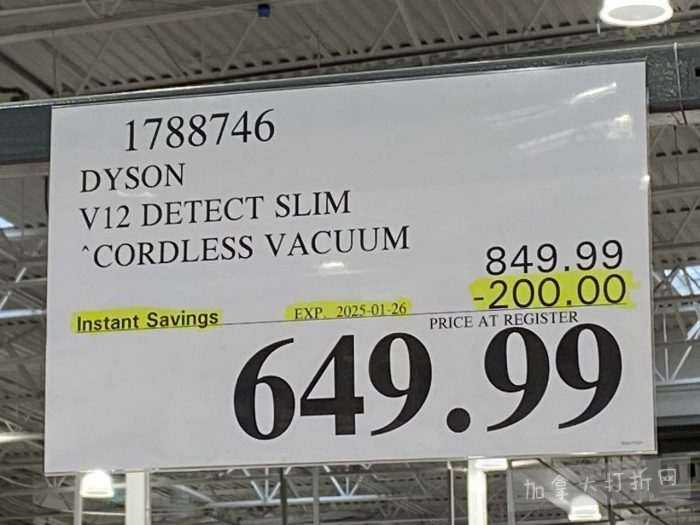 1788746
DYSON
V12 DETECT SLIM
^CORDLESS VACUUM
849.99
-200.00
Instant Savings
EXP. 2025-01-26
PRICE AT REGISTER
649.99
加拿大打折网